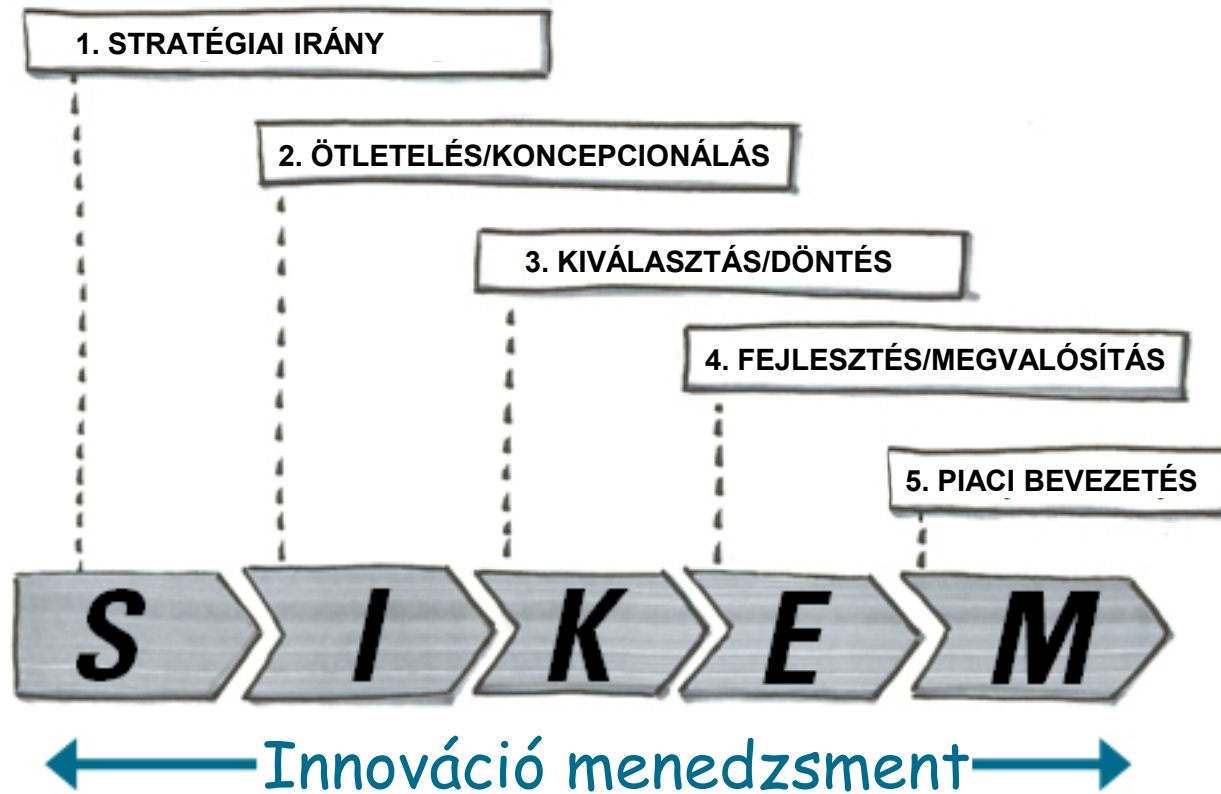 1. STRATÉGIAI IRÁNY
2. ÖTLETELÉS/KONCEPCIONÁLÁS
3. KIVÁLASZTÁS/DÖNTÉS
4. FEJLESZTÉS/MEGVALÓSÍTÁS
5. PIACI BEVEZETÉS
S I K E M
Innováció menedzsment